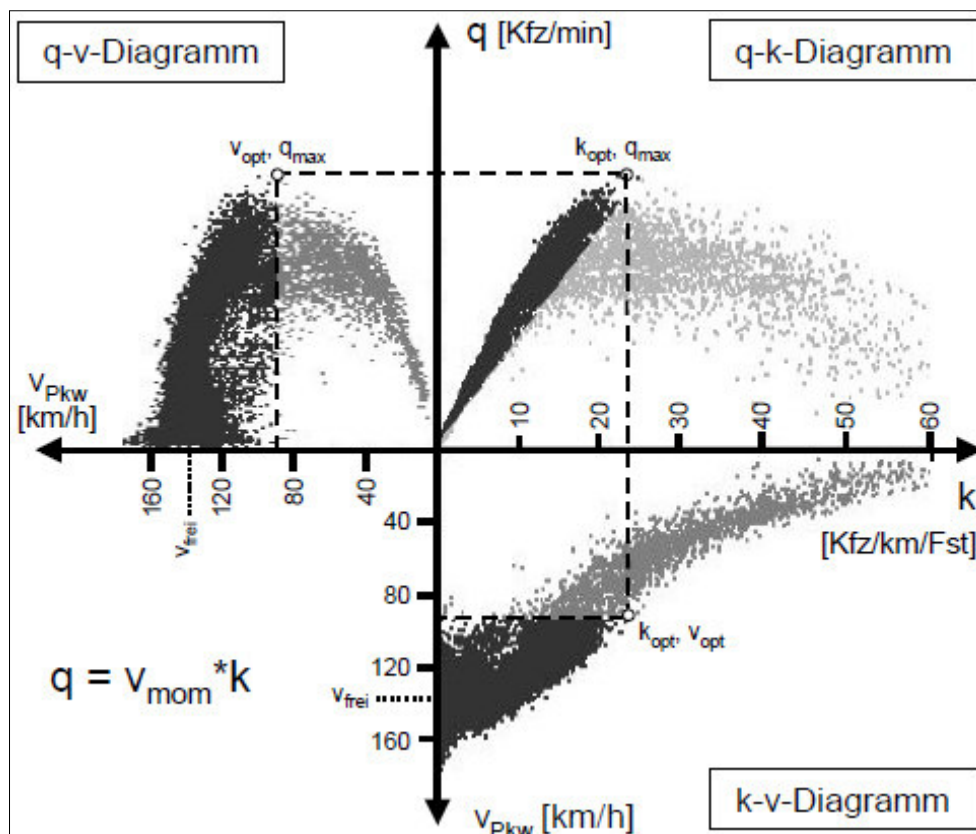 q-v-Diagramm
q [Kfz/min]
q-k-Diagramm
v_opt, q_max
k_opt, q_max
v_Pkw
[km/h]
160
120
80
40
v_frei
10
20
30
40
50
60
k
[Kfz/km/Fst]
40
80
120
160
k_opt, v_opt
v_frei
q = v_mom*k
v_Pkw [km/h]
k-v-Diagramm